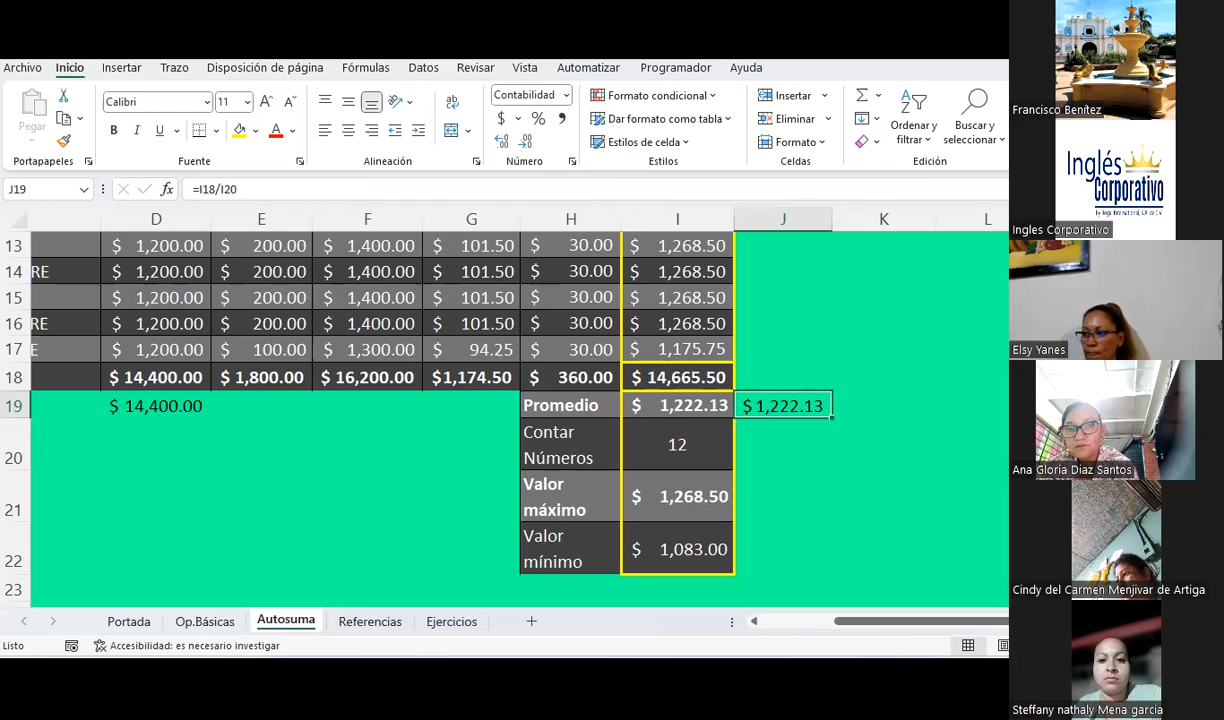 Archivo Inicio Insertar Trazo Disposición de página Fórmulas Datos Revisar Vista Automatizar Programador Ayuda
Pegar
Calibri 11
N K S
Contabilidad
$ % 000
Formato condicional
Dar formato como tabla
Estilos de celda
Insertar
Eliminar
Formato
Ordenar y filtrar
Buscar y seleccionar
Portapapeles Fuente Alineación Número Estilos Celdas Edición
J19 fx =I18/I20
D E F G H I J K L
13 $ 1,200.00 $ 200.00 $ 1,400.00 $ 101.50 $ 30.00 $ 1,268.50
14 RE $ 1,200.00 $ 200.00 $ 1,400.00 $ 101.50 $ 30.00 $ 1,268.50
15 $ 1,200.00 $ 200.00 $ 1,400.00 $ 101.50 $ 30.00 $ 1,268.50
16 RE $ 1,200.00 $ 200.00 $ 1,400.00 $ 101.50 $ 30.00 $ 1,268.50
17 E $ 1,200.00 $ 100.00 $ 1,300.00 $ 94.25 $ 30.00 $ 1,175.75
18 $ 14,400.00 $ 1,800.00 $ 16,200.00 $1,174.50 $ 360.00 $ 14,665.50
19 $ 14,400.00 Promedio $ 1,222.13 $ 1,222.13
20 Contar Números 12
21 Valor máximo $ 1,268.50
22 Valor mínimo $ 1,083.00
23
Portada Op.Básicas Autosuma Referencias Ejercicios
Listo Accesibilidad: es necesario investigar
Francisco Benítez
Inglés
Corporativo
By Rega International, S.A. de C.V.
Ingles Corporativo
Elsy Yanes
Ana Gloria Diaz Santos
Cindy del Carmen Menjivar de Artiga
Steffany nathaly Mena garcia